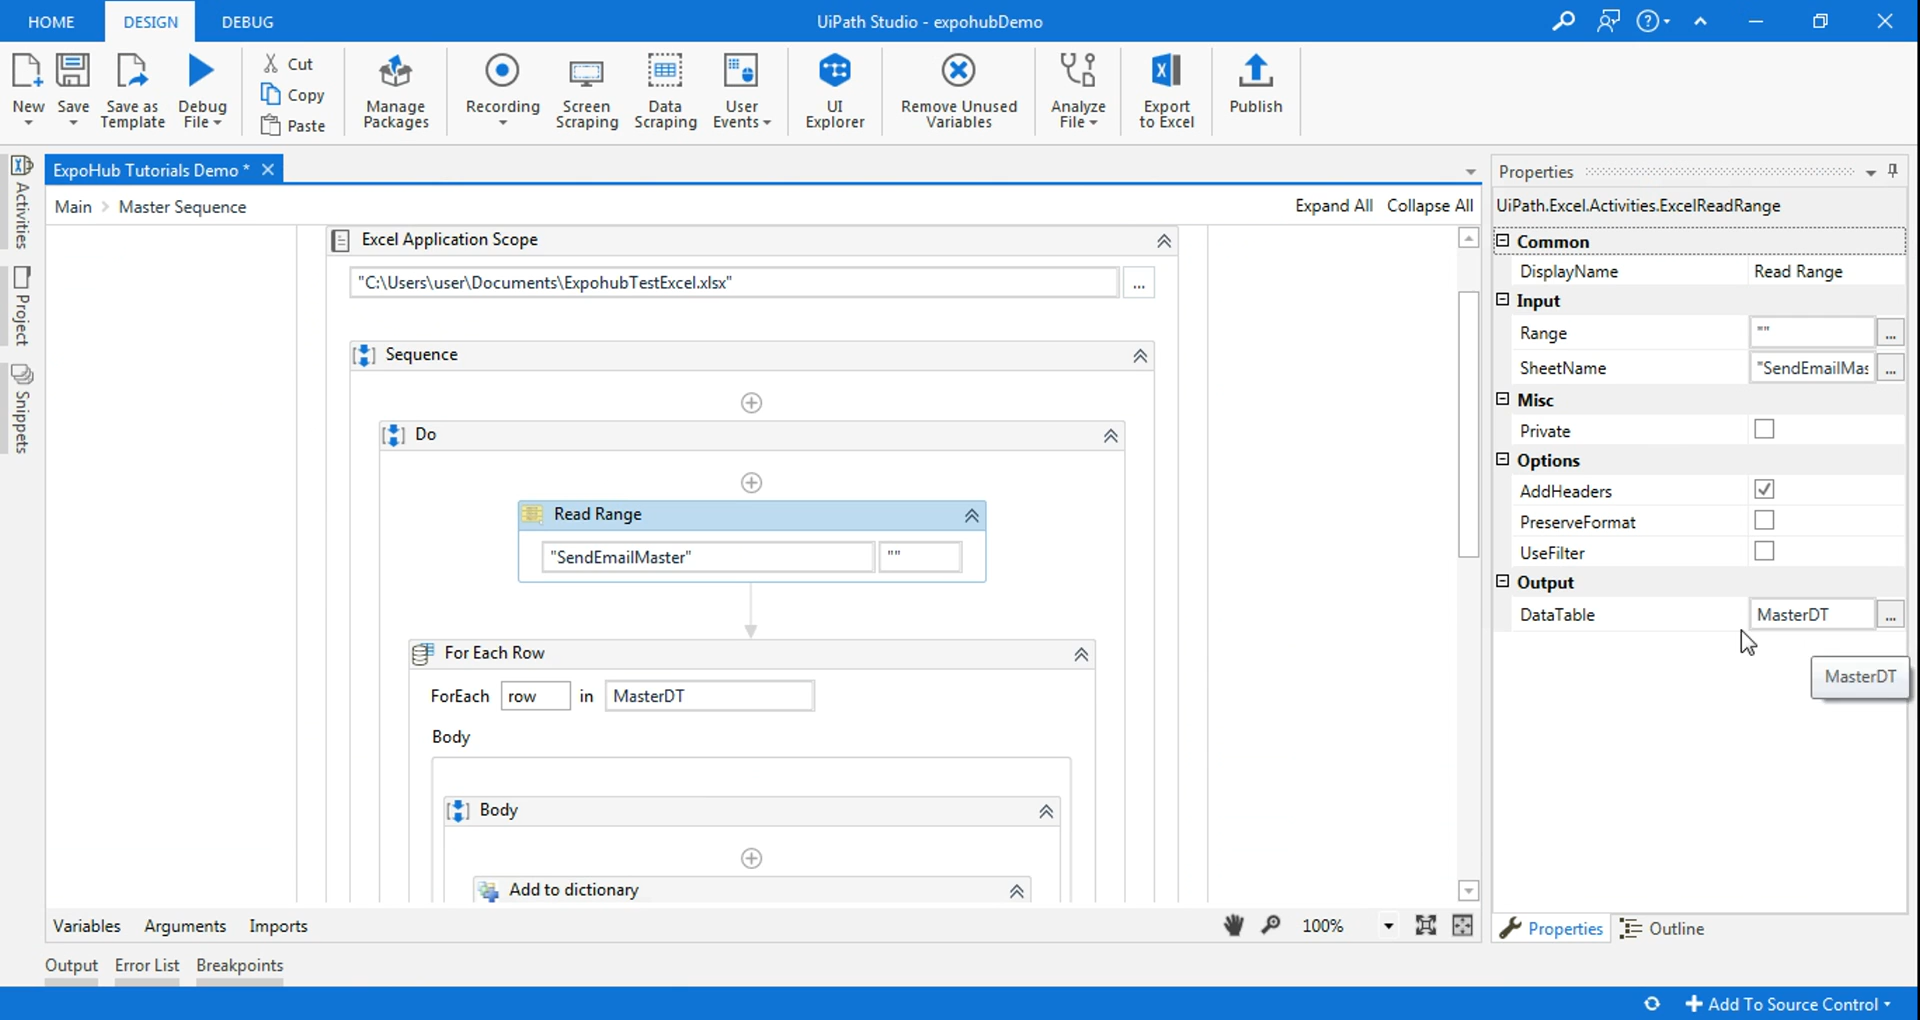 HOME DESIGN DEBUG UiPath Studio - expohubDemo
New Save Save as Template Debug File
Cut
Copy
Paste
Manage Packages
Recording Screen Scraping Data Scraping User Events
UI Explorer
Remove Unused Variables
Analyze File
Export to Excel
Publish
Activities
Project
Snippets
ExpoHub Tutorials Demo *
Main > Master Sequence Expand All Collapse All
Excel Application Scope
"C:\Users\user\Documents\ExpohubTestExcel.xlsx" ...
Sequence
Do
Read Range
"SendEmailMaster" ""
For Each Row
ForEach row in MasterDT
Body
Body
Add to dictionary
Variables Arguments Imports 100%
Output Error List Breakpoints
Properties
UiPath.Excel.Activities.ExcelReadRange
Common
DisplayName Read Range
Input
Range "" ...
SheetName "SendEmailMas ...
Misc
Private
Options
AddHeaders
PreserveFormat
UseFilter
Output
DataTable MasterDT ...
MasterDT
Properties Outline
Add To Source Control